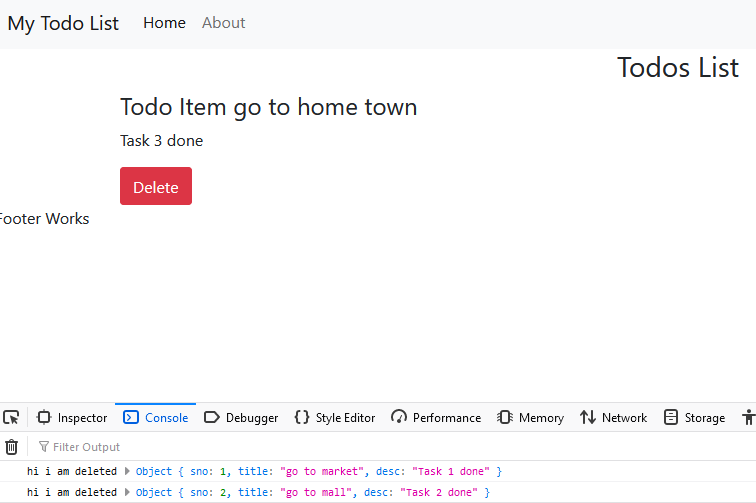 My Todo List Home About
Todos List
Todo Item go to home town
Task 3 done
Delete
Footer Works
Inspector Console Debugger Style Editor Performance Memory Network Storage
Filter Output
hi i am deleted Object { sno: 1, title: "go to market", desc: "Task 1 done" }
hi i am deleted Object { sno: 2, title: "go to mall", desc: "Task 2 done" }